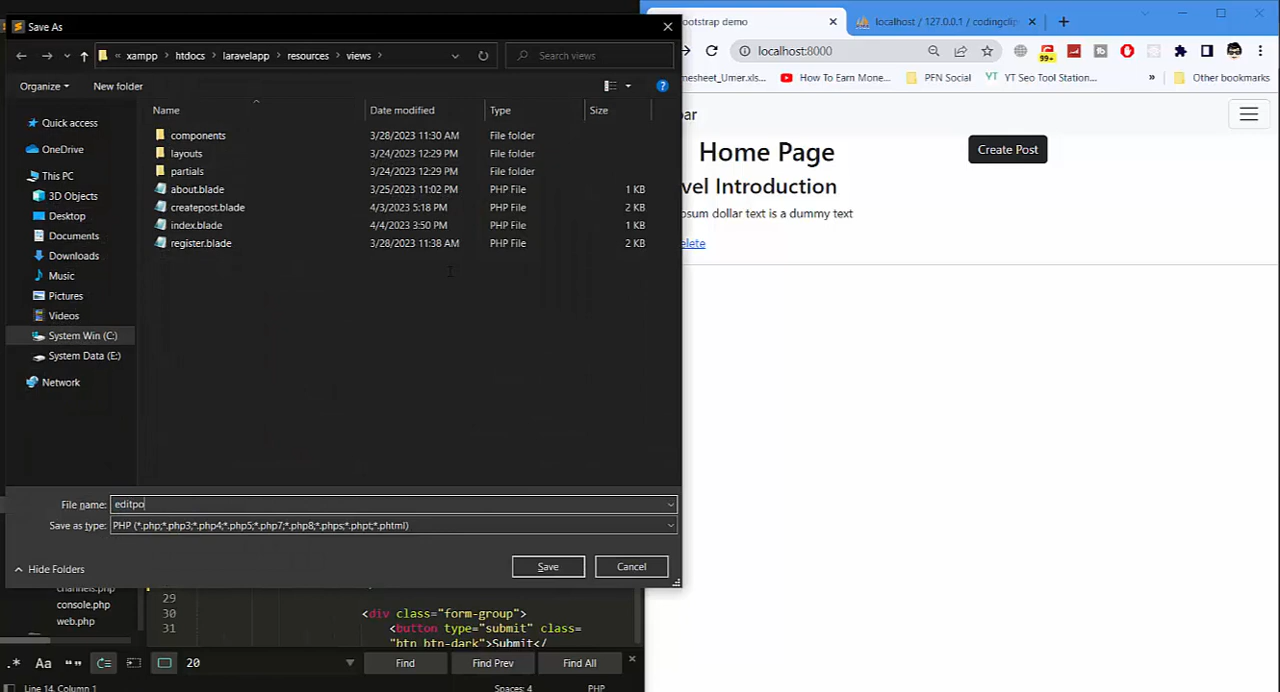 Save As
« xampp › htdocs › laravelapp › resources › views ›
Search views
Organize
New folder
Name
Date modified
Type
Size
Quick access
OneDrive
This PC
3D Objects
Desktop
Documents
Downloads
Music
Pictures
Videos
System Win (C:)
System Data (E:)
Network
components 3/28/2023 11:30 AM File folder
layouts 3/24/2023 12:29 PM File folder
partials 3/24/2023 12:29 PM File folder
about.blade 3/25/2023 11:02 PM PHP File 1 KB
createpost.blade 4/3/2023 5:18 PM PHP File 2 KB
index.blade 4/4/2023 3:50 PM PHP File 1 KB
register.blade 3/28/2023 11:38 AM PHP File 2 KB
File name: editpo
Save as type: PHP (*.php;*.php3;*.php4;*.php5;*.php7;*.php8;*.phps;*.phpt;*.phtml)
Hide Folders
Save
Cancel
channels.php
console.php
web.php
29
30 <div class="form-group">
31 <button type="submit" class=
"btn btn-dark">Submit</
.* Aa “”
20
Find
Find Prev
Find All
Line 14, Column 1
Spaces: 4
PHP
ootstrap demo
localhost / 127.0.0.1 / codingclip
localhost:8000
99+
mesheet_Umer.xls...
How To Earn Mone...
PFN Social
YT
YT Seo Tool Station...
»
Other bookmarks
bar
Home Page
Create Post
vel Introduction
psum dollar text is a dummy text
elete